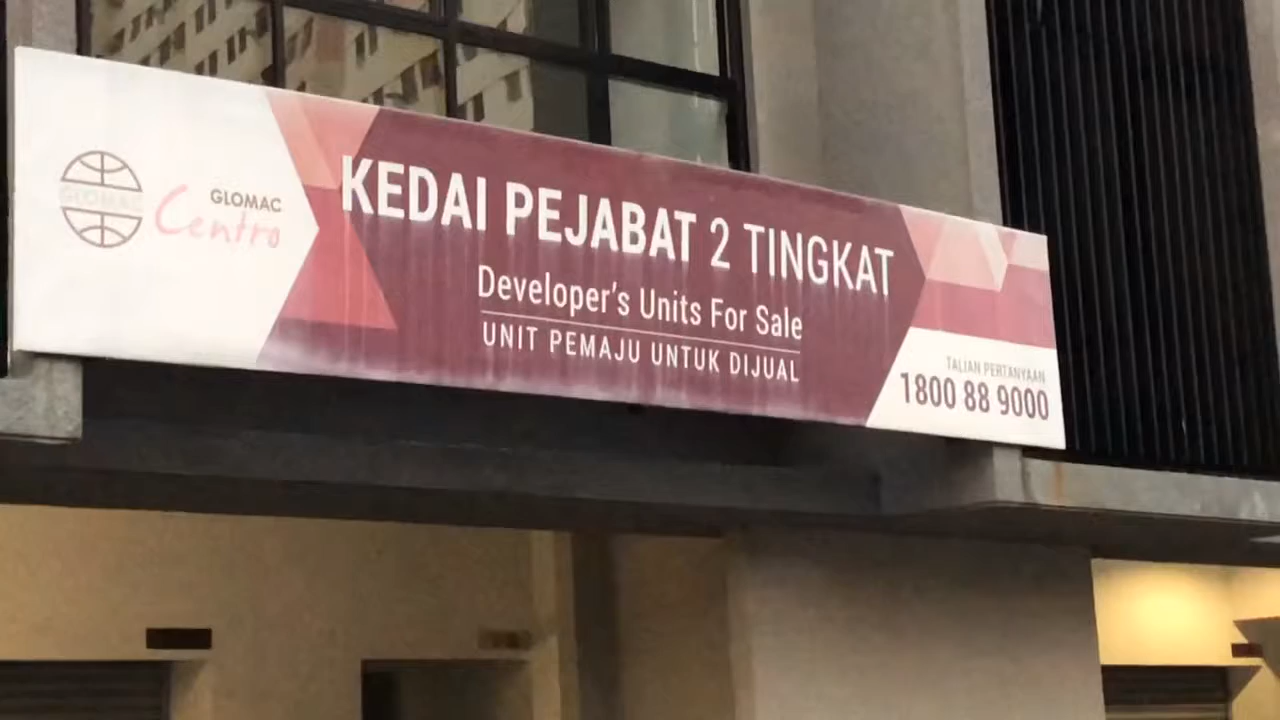 GLOMAC
GLOMAC
Centro
KEDAI PEJABAT 2 TINGKAT
Developer's Units For Sale
UNIT PEMAJU UNTUK DIJUAL
TALIAN PERTANYAAN
1800 88 9000